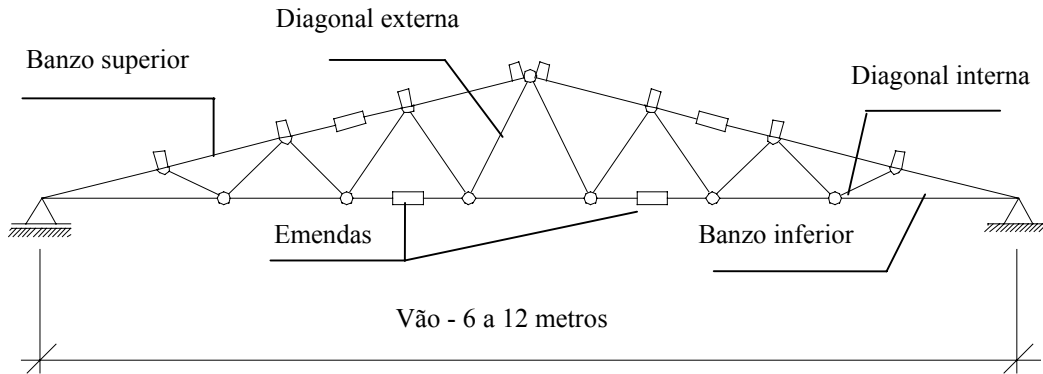 Diagonal externa
Banzo superior
Diagonal interna
Emendas
Banzo inferior
Vão - 6 a 12 metros